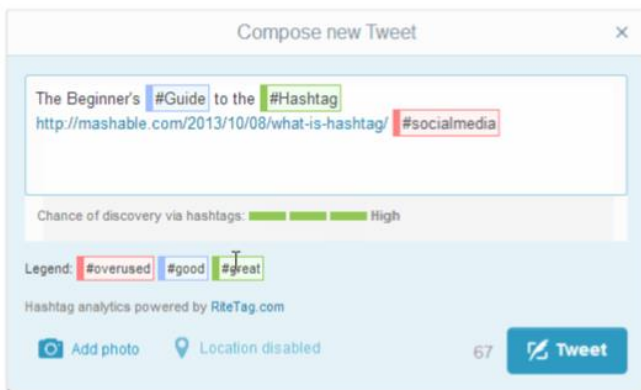 Compose new Tweet
The Beginner's #Guide to the #Hashtag
http://mashable.com/2013/10/08/what-is-hashtag/ #socialmedia
Chance of discovery via hashtags: High
Legend: #overused #good #great
Hashtag analytics powered by RiteTag.com
Add photo Location disabled 67 Tweet